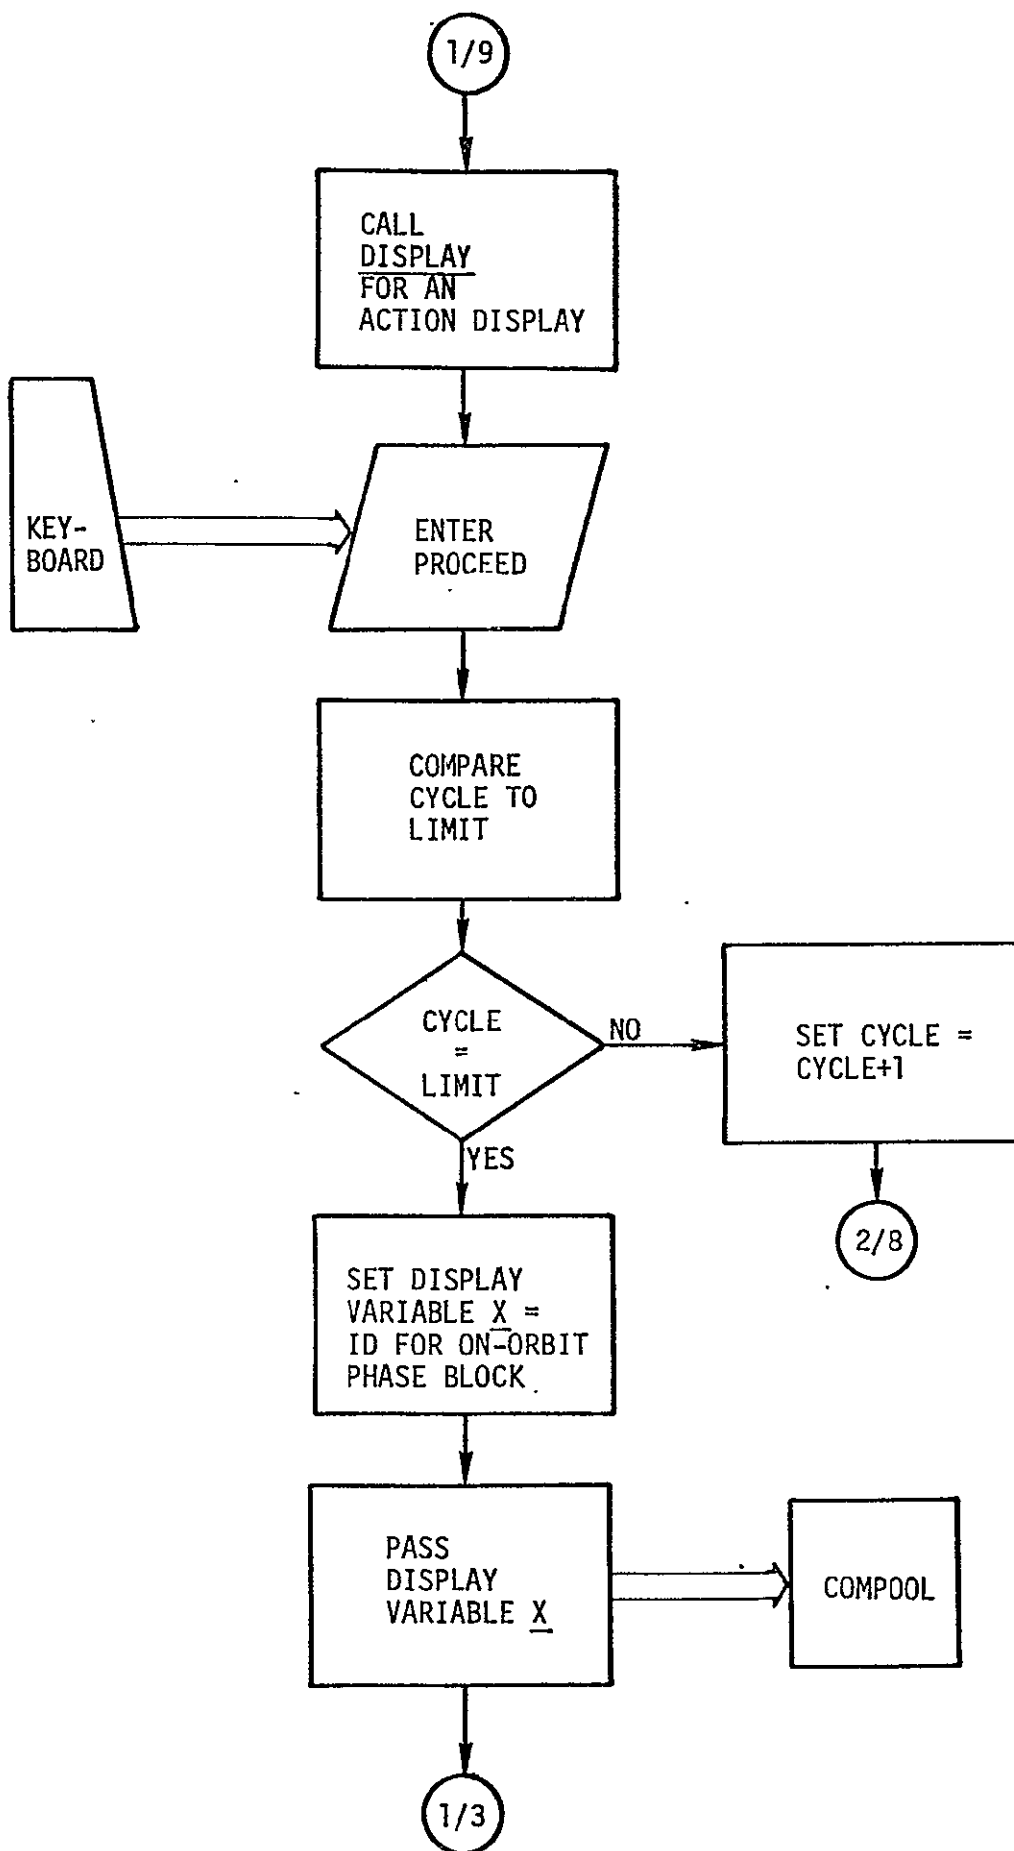 1/9
CALL
DISPLAY
FOR AN
ACTION DISPLAY
KEY-
BOARD
ENTER
PROCEED
COMPARE
CYCLE TO
LIMIT
CYCLE
=
LIMIT
NO
SET CYCLE =
CYCLE+1
YES
2/8
SET DISPLAY
VARIABLE X =
ID FOR ON-ORBIT
PHASE BLOCK
PASS
DISPLAY
VARIABLE X
COMPOOL
1/3